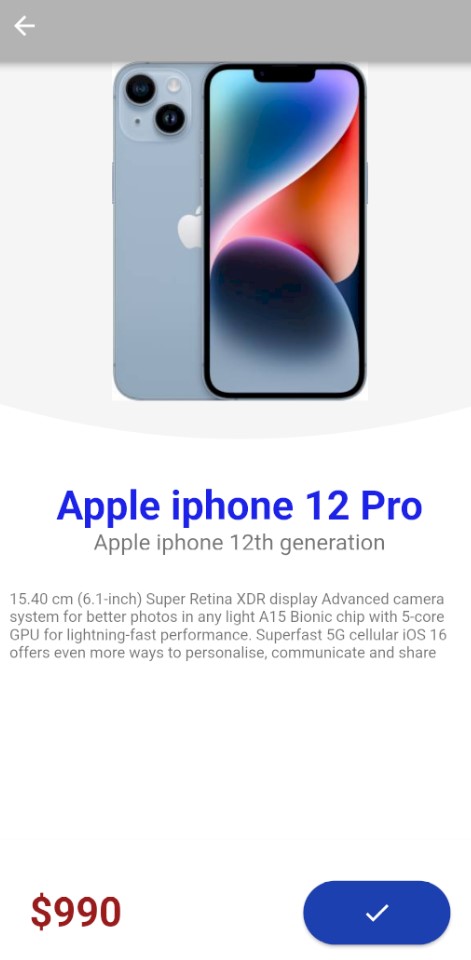 Apple iphone 12 Pro
Apple iphone 12th generation
15.40 cm (6.1-inch) Super Retina XDR display Advanced camera
system for better photos in any light A15 Bionic chip with 5-core
GPU for lightning-fast performance. Superfast 5G cellular iOS 16
offers even more ways to personalise, communicate and share
$990